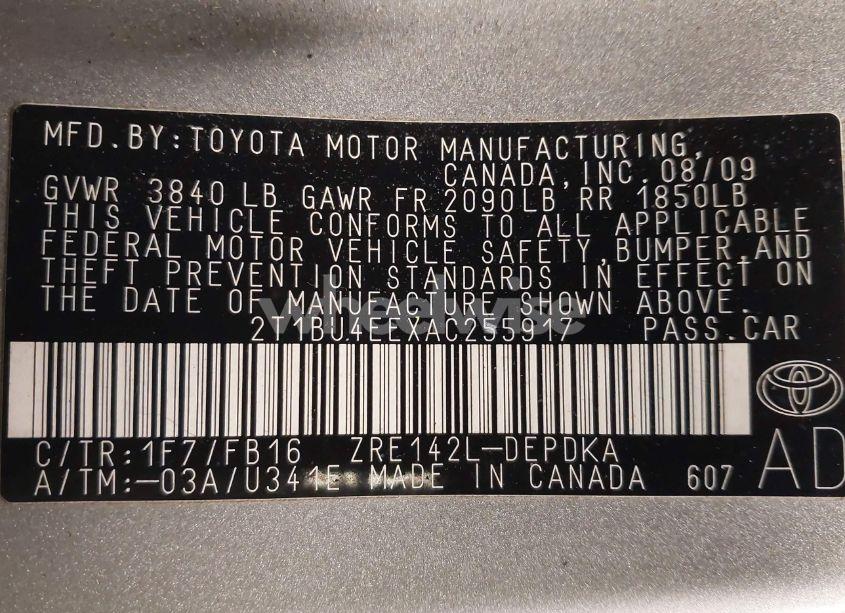 MFD.BY:TOYOTA MOTOR MANUFACTURING,
CANADA,INC.08/09
GVWR 3840 LB GAWR FR 2090LB RR 1850LB
THIS VEHICLE CONFORMS TO ALL APPLICABLE
FEDERAL MOTOR VEHICLE SAFETY,BUMPER,AND
THEFT PREVENTION STANDARDS IN EFFECT ON
THE DATE OF MANUFACTURE SHOWN ABOVE.
wheelwise
2T1BU4EEXAC255917 PASS.CAR
C/TR:1F7/FB16 ZRE142L-DEPDKA
A/TM:-03A/U341E MADE IN CANADA 607 AD